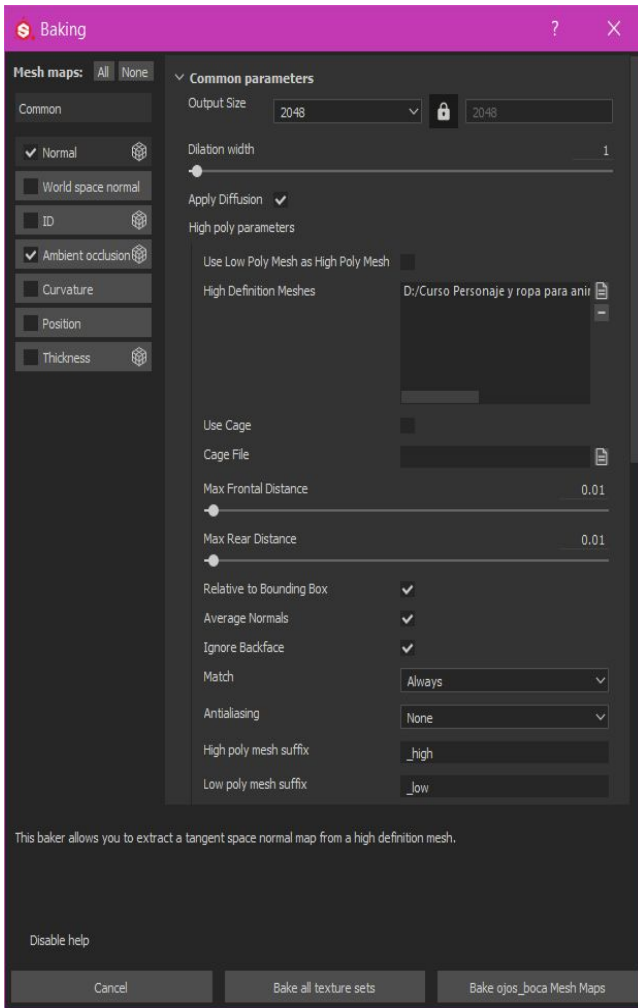 Baking
?
Mesh maps: All None
Common
Normal
World space normal
ID
Ambient occlusion
Curvature
Position
Thickness
Common parameters
Output Size 2048 2048
Dilation width 1
Apply Diffusion
High poly parameters
Use Low Poly Mesh as High Poly Mesh
High Definition Meshes D:/Curso Personaje y ropa para anir
Use Cage
Cage File
Max Frontal Distance 0.01
Max Rear Distance 0.01
Relative to Bounding Box
Average Normals
Ignore Backface
Match Always
Antialiasing None
High poly mesh suffix _high
Low poly mesh suffix _low
This baker allows you to extract a tangent space normal map from a high definition mesh.
Disable help
Cancel Bake all texture sets Bake ojos_boca Mesh Maps